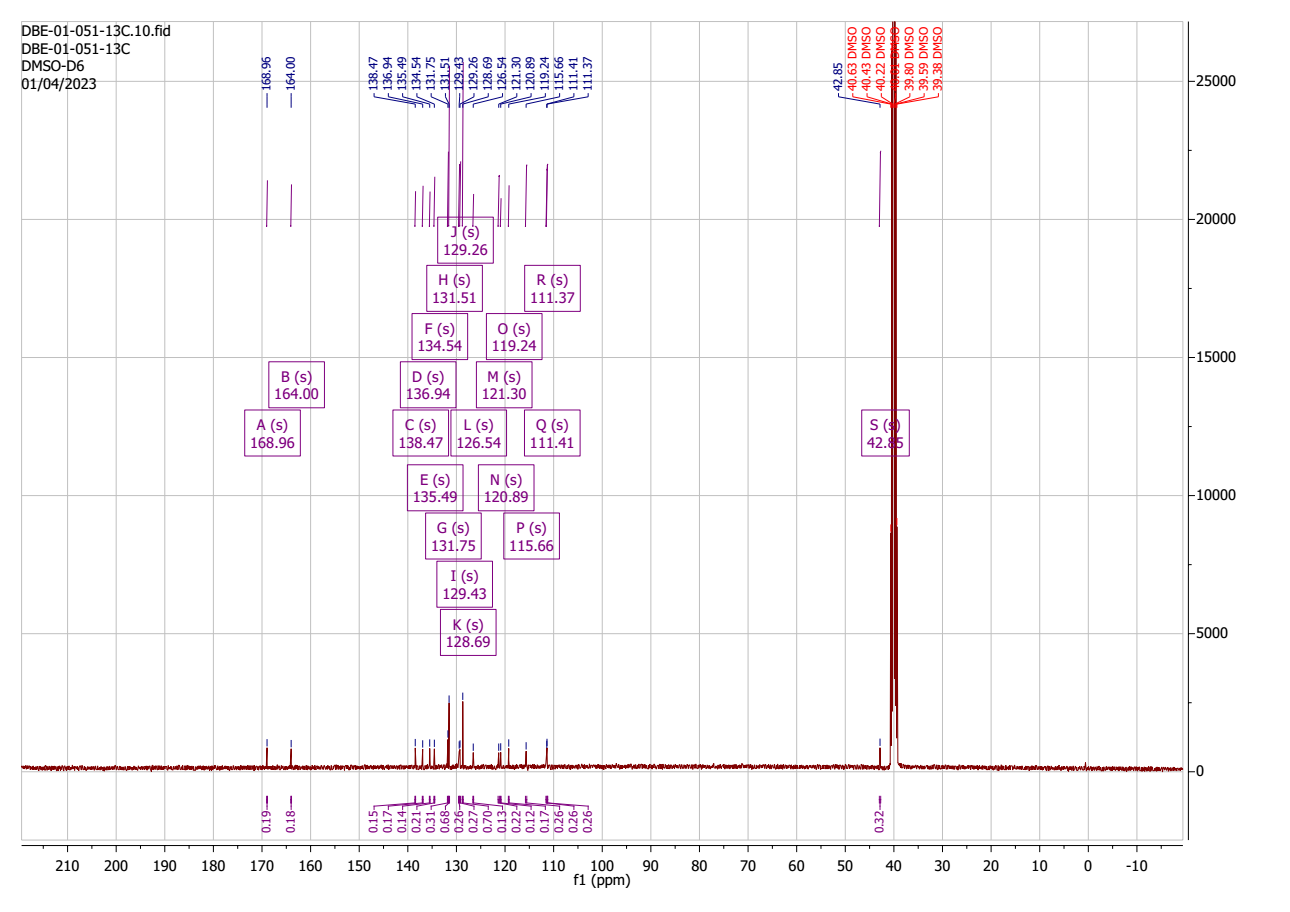 DBE-01-051-13C.10.fid
DBE-01-051-13C
DMSO-D6
01/04/2023
168.96
164.00
138.47
136.94
135.49
134.54
131.75
131.51
129.43
129.26
128.69
126.54
121.30
120.89
119.24
115.66
111.41
111.37
42.85
40.63 DMSO
40.43 DMSO
40.22 DMSO
39.80 DMSO
39.59 DMSO
39.38 DMSO
J (s)
129.26
H (s)
131.51
R (s)
111.37
F (s)
134.54
O (s)
119.24
B (s)
164.00
D (s)
136.94
M (s)
121.30
A (s)
168.96
C (s)
138.47
L (s)
126.54
Q (s)
111.41
S (s)
42.85
E (s)
135.49
N (s)
120.89
G (s)
131.75
P (s)
115.66
I (s)
129.43
K (s)
128.69
25000
20000
15000
10000
5000
0
0.19
0.18
0.15
0.17
0.14
0.21
0.31
0.68
0.26
0.27
0.70
0.13
0.22
0.12
0.17
0.26
0.26
0.26
0.32
210 200 190 180 170 160 150 140 130 120 110 100 90 80 70 60 50 40 30 20 10 0 -10
f1 (ppm)